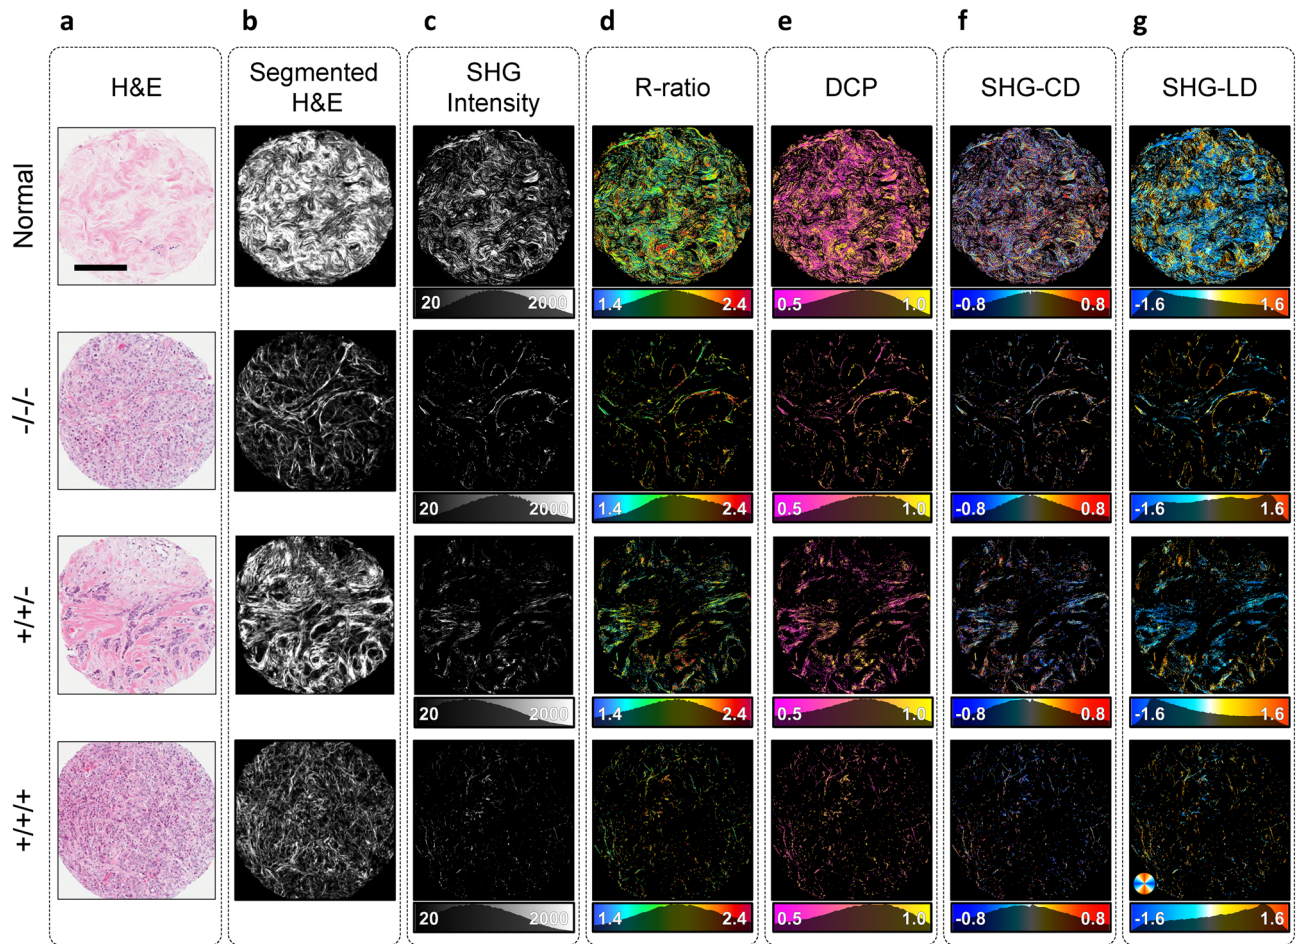 a b c d e f g
H&E
Segmented
H&E
SHG
Intensity
R-ratio
DCP
SHG-CD
SHG-LD
Normal
20 2000 1.4 2.4 0.5 1.0 -0.8 0.8 -1.6 1.6
-/-/-
20 2000 1.4 2.4 0.5 1.0 -0.8 0.8 -1.6 1.6
+/+/-
20 2000 1.4 2.4 0.5 1.0 -0.8 0.8 -1.6 1.6
+/+/+
20 2000 1.4 2.4 0.5 1.0 -0.8 0.8 -1.6 1.6